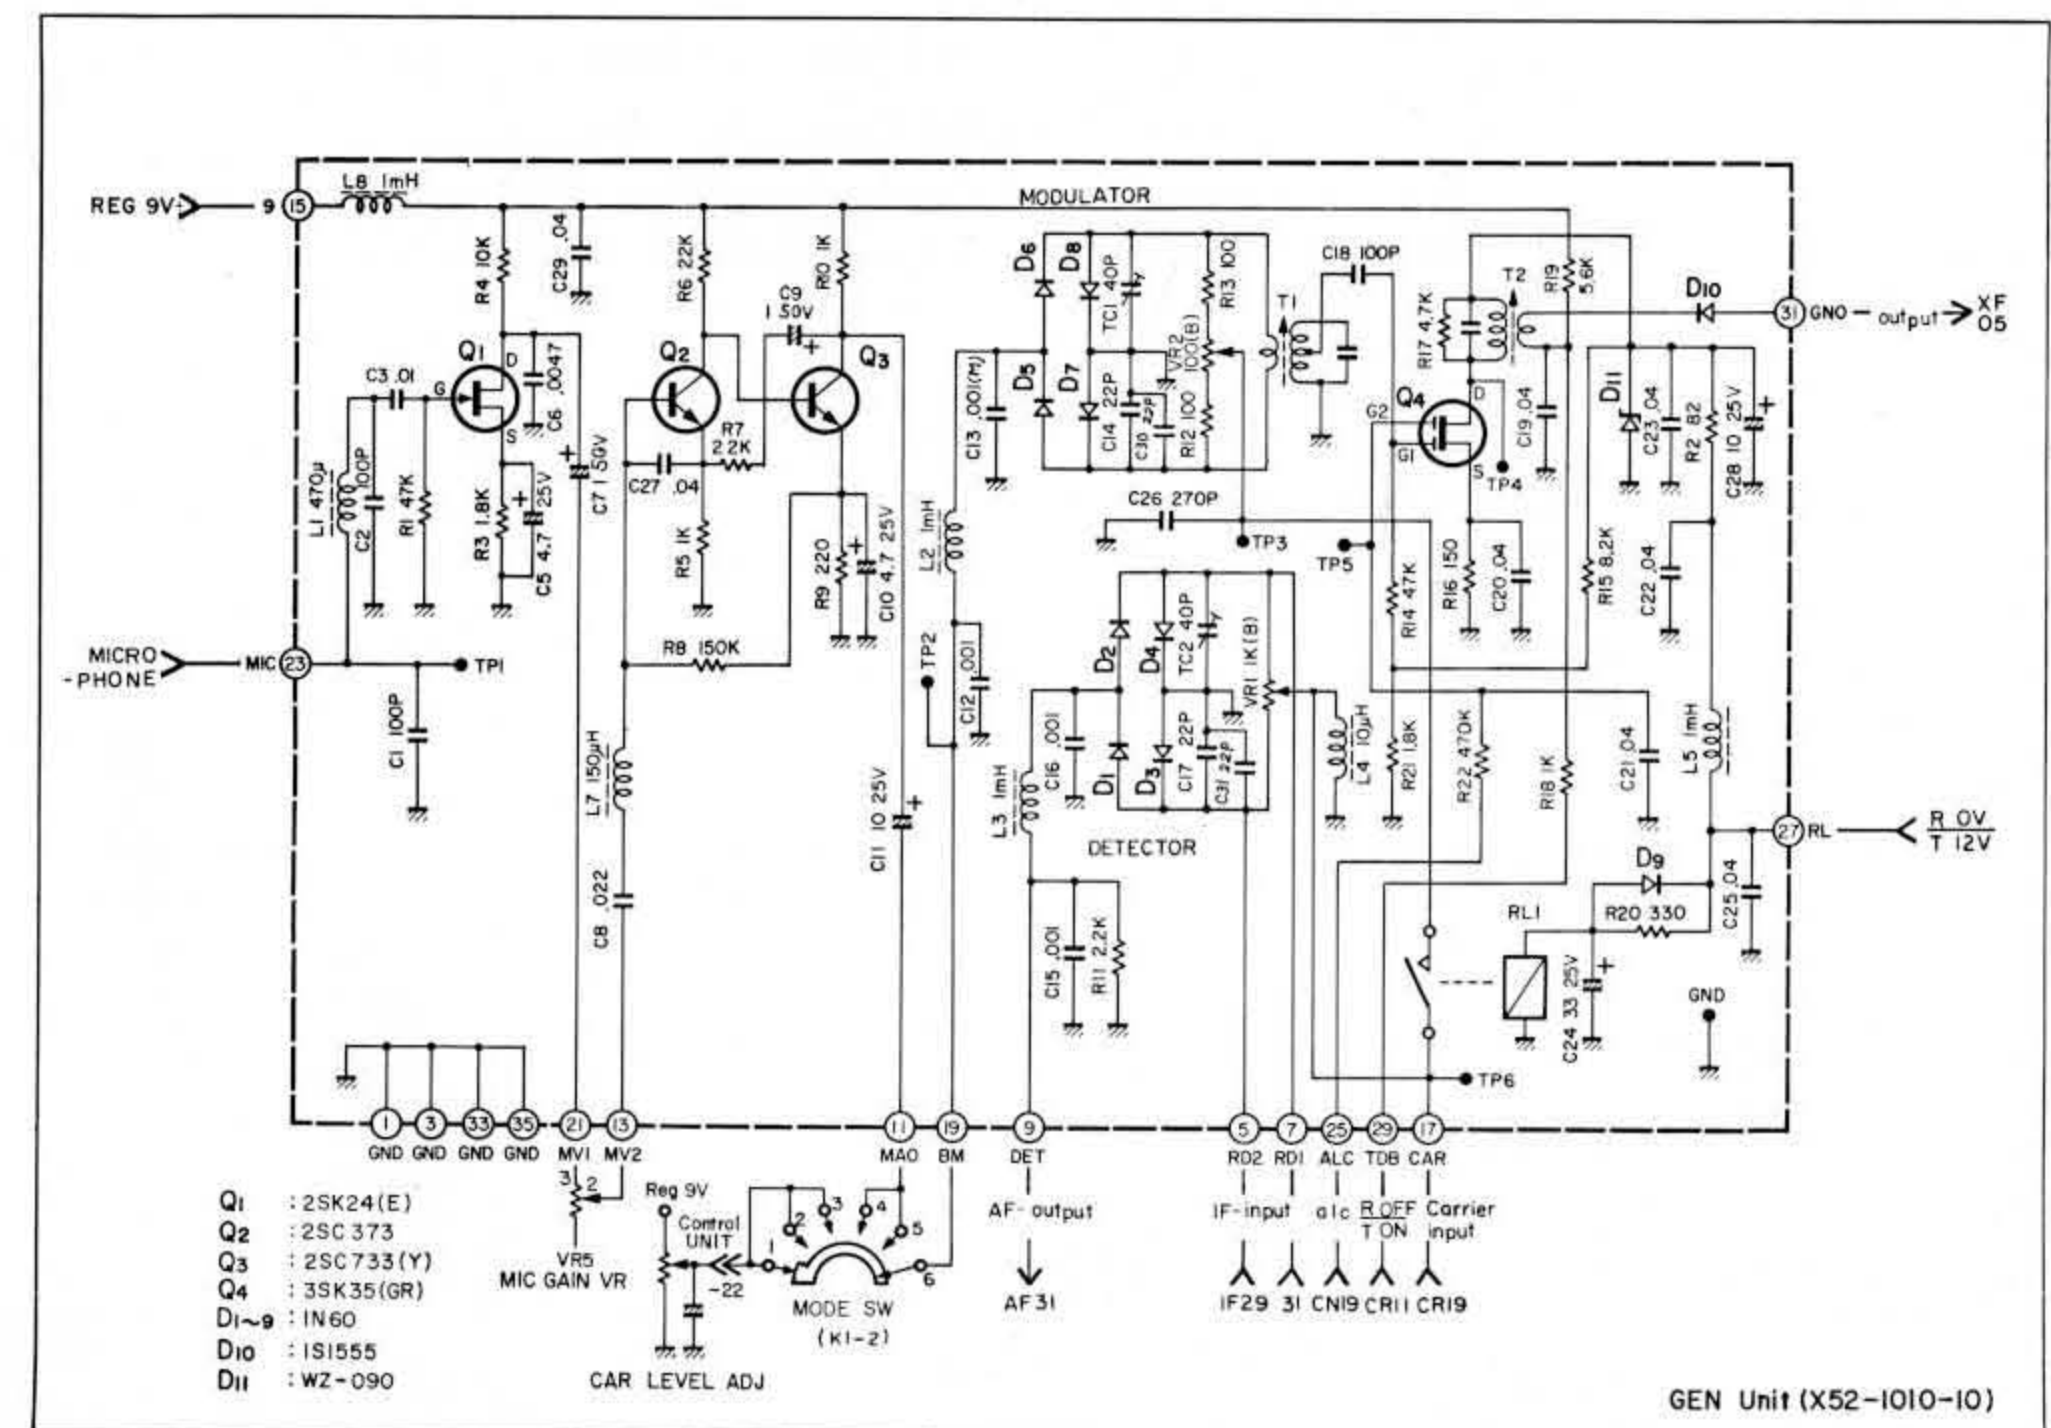 MODULATOR
L8 1mH
REG 9V
9
15
R4 10K
C29 .04
R6 22K
C9
1 50V
R10 1K
D6
D8
TC1 40P
R13 100
VR2
100(B)
T1
C18 100P
R17 4.7K
T2
R19
5.6K
D10
31
GNO
output
XF
05
Q1
D
G
S
C3 .01
C6 .0047
Q2
Q3
R7
2.2K
C27 .04
C7 1 50V
D5
D7
C13 .001(M)
C14 22P
C30 22P
R12 100
Q4
G2
G1
D
S
TP4
C19 .04
D11
C23 .04
R2 82
C28 10 25V
L1 470µ
C2
100P
R1 47K
R3 1.8K
C5 4.7 25V
R5 1K
R9 220
C10 4.7 25V
L2 1mH
C26 270P
TP3
TP5
R14 47K
R16 150
C20 .04
R15 8.2K
C22 .04
MICRO
-PHONE
MIC
23
TP1
C1 100P
R8 150K
L7 150µH
TP2
C12 .001
D2
D4
TC2 40P
VR1 1K(B)
C16 .001
D1
D3
C17 22P
C31 22P
L3 1mH
L4 10µH
R21 1.8K
R22 470K
R18 1K
C21 .04
L5 1mH
DETECTOR
27
RL
R 0V
T 12V
C8 .022
C11 10 25V
C15 .001
R11 2.2K
D9
R20 330
RL1
C25 .04
C24 33 25V
GND
TP6
1
3
33
35
21
13
11
19
9
5
7
25
29
17
GND GND GND GND MV1 MV2 MAO BM DET RD2 RD1 ALC TDB CAR
3
2
VR5
MIC GAIN VR
Reg 9V
Control
UNIT
-22
CAR LEVEL ADJ
1
2
3
4
5
6
MODE SW
(K1-2)
AF-output
AF31
IF-input
alc
R OFF
T ON
Carrier
input
IF29 31 CN19 CR11 CR19
Q1 : 2SK24(E)
Q2 : 2SC373
Q3 : 2SC733(Y)
Q4 : 3SK35(GR)
D1~9 : IN60
D10 : ISI555
D11 : WZ-090
GEN Unit (X52-1010-10)